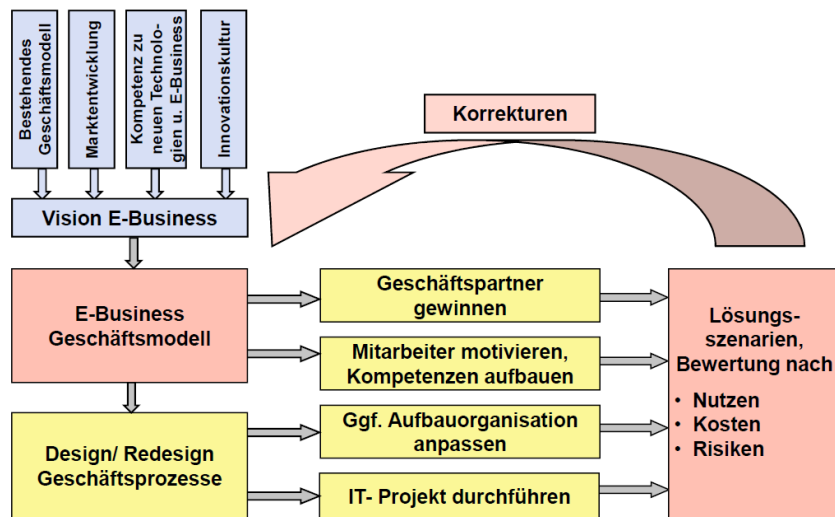 Bestehendes
Geschäftsmodell
Marktentwicklung
Kompetenz zu
neuen Technolo-
gien u. E-Business
Innovationskultur
Korrekturen
Vision E-Business
E-Business
Geschäftsmodell
Geschäftspartner
gewinnen
Mitarbeiter motivieren,
Kompetenzen aufbauen
Lösungs-
szenarien,
Bewertung nach
• Nutzen
• Kosten
• Risiken
Design/ Redesign
Geschäftsprozesse
Ggf. Aufbauorganisation
anpassen
IT- Projekt durchführen